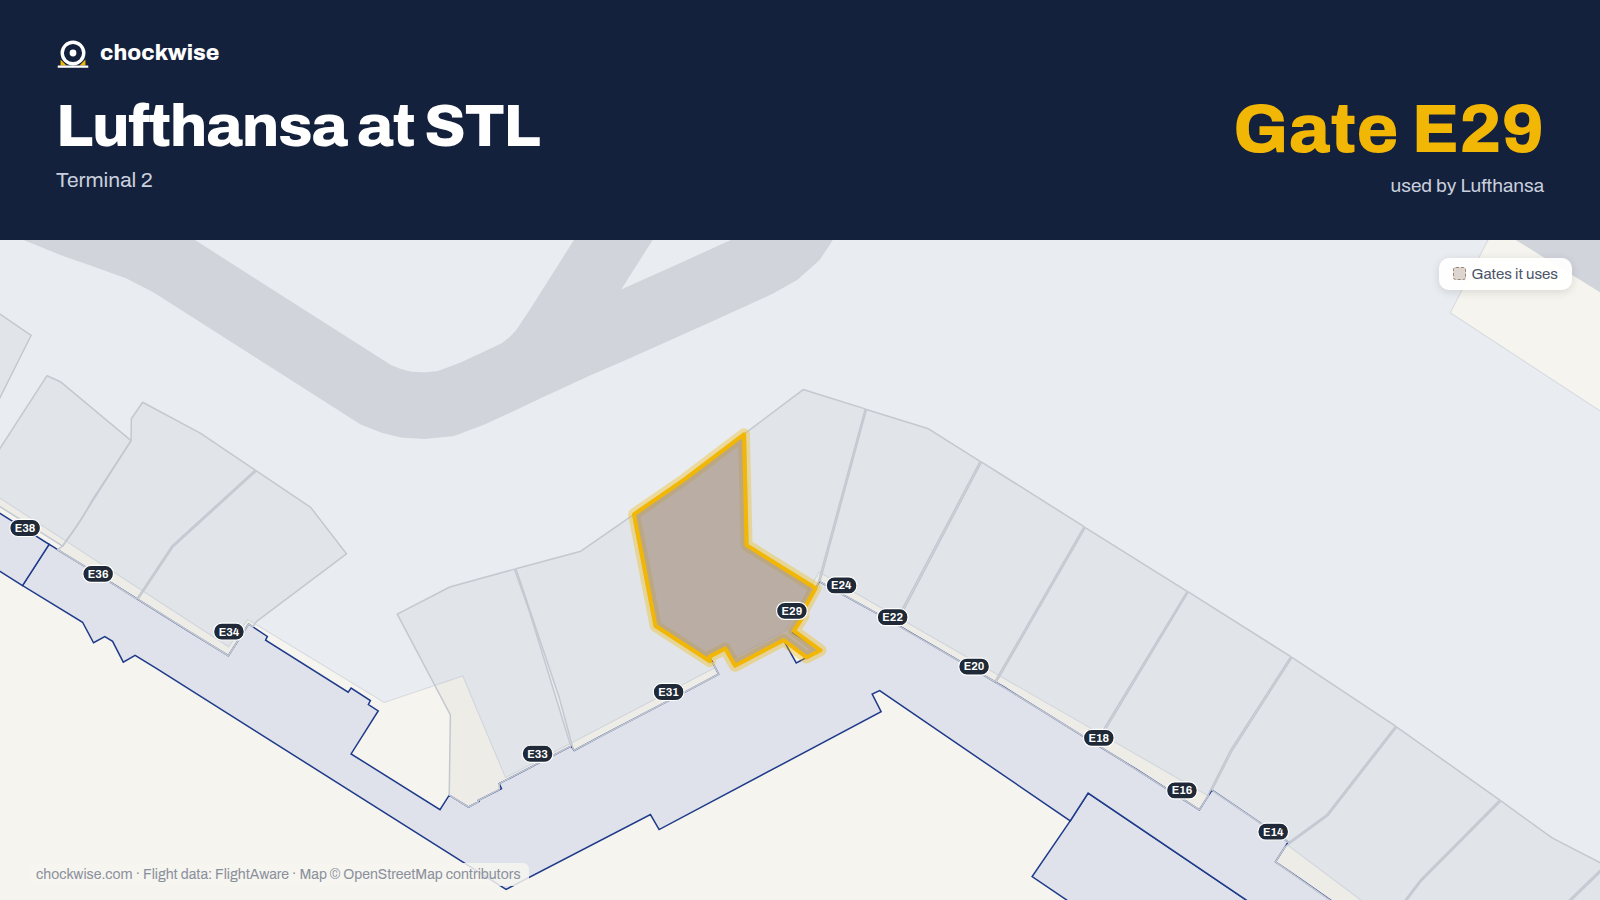 chockwise
Lufthansa at STL
Terminal 2
Gate E29
used by Lufthansa
Gates it uses
E38
E36
E34
E33
E31
E29
E24
E22
E20
E18
E16
E14
chockwise.com · Flight data: FlightAware · Map © OpenStreetMap contributors